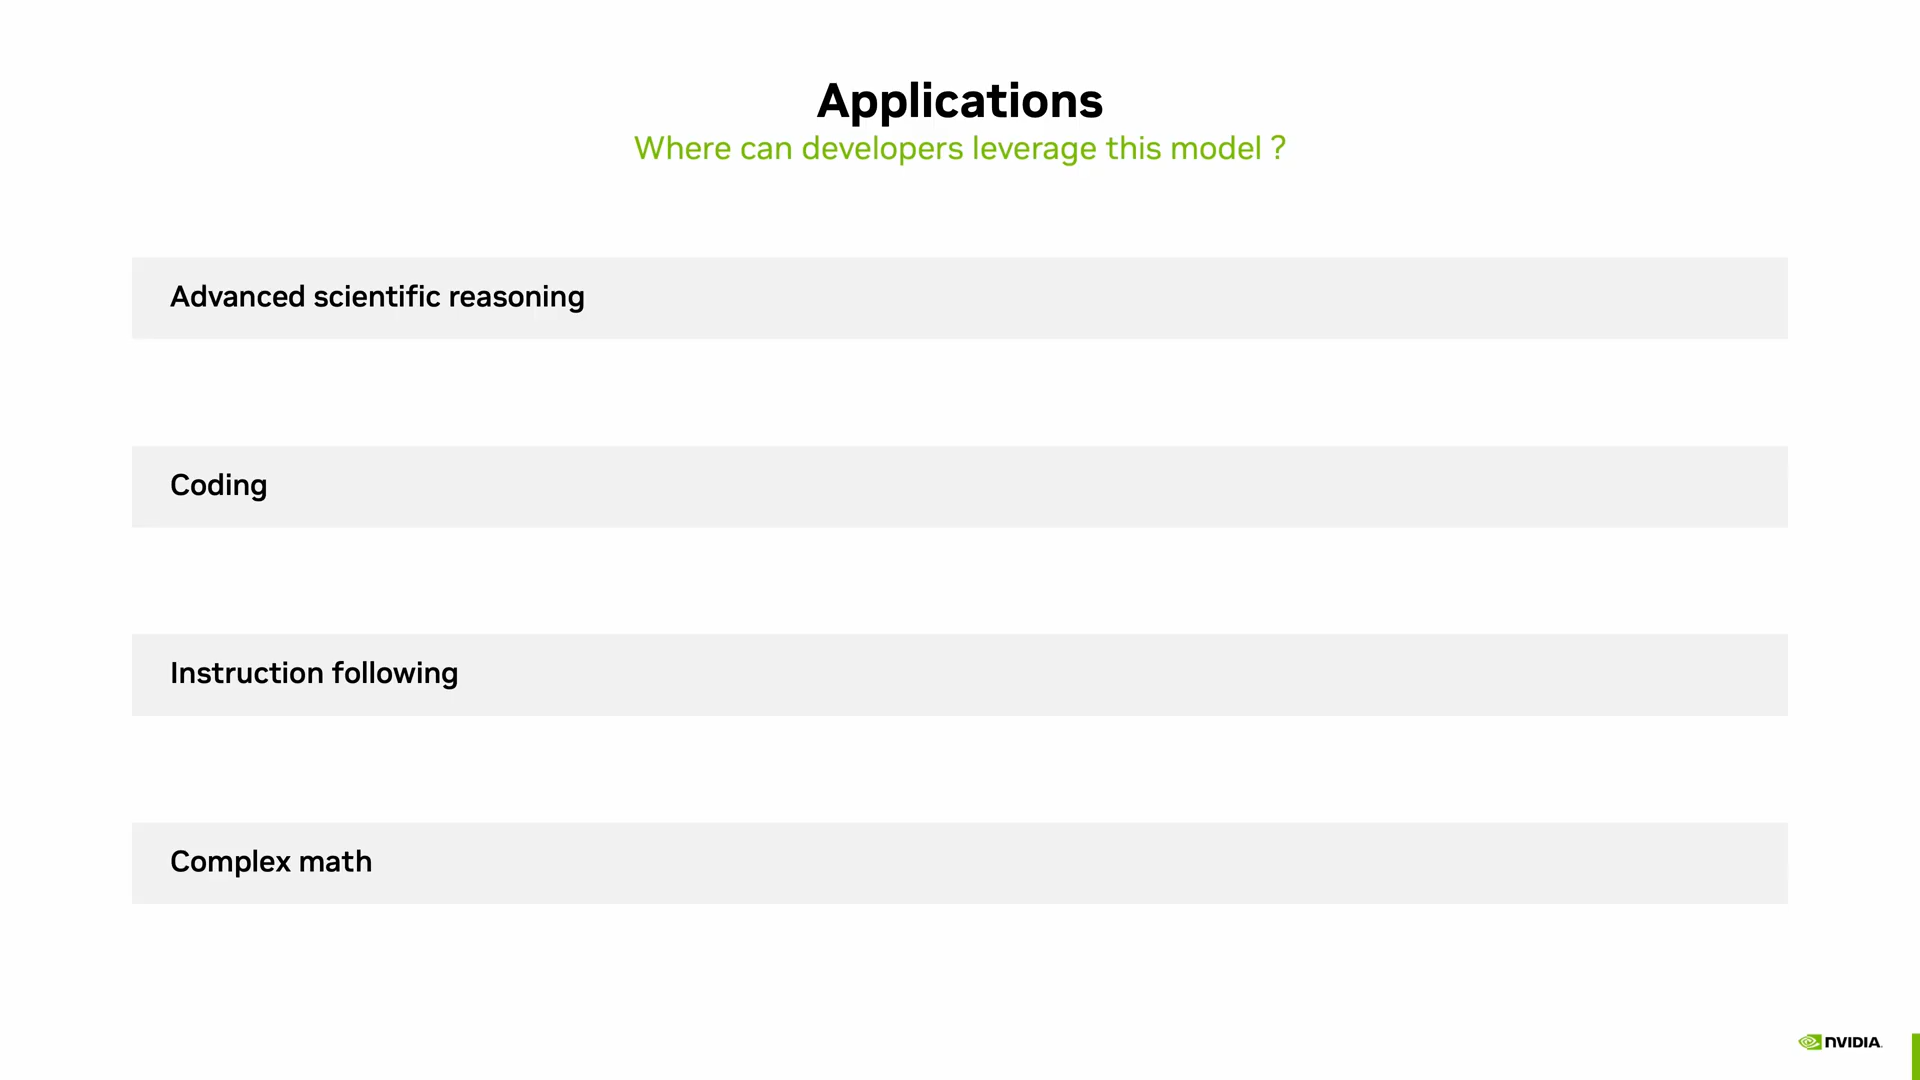 Applications
Where can developers leverage this model ?
Advanced scientific reasoning
Coding
Instruction following
Complex math
NVIDIA.